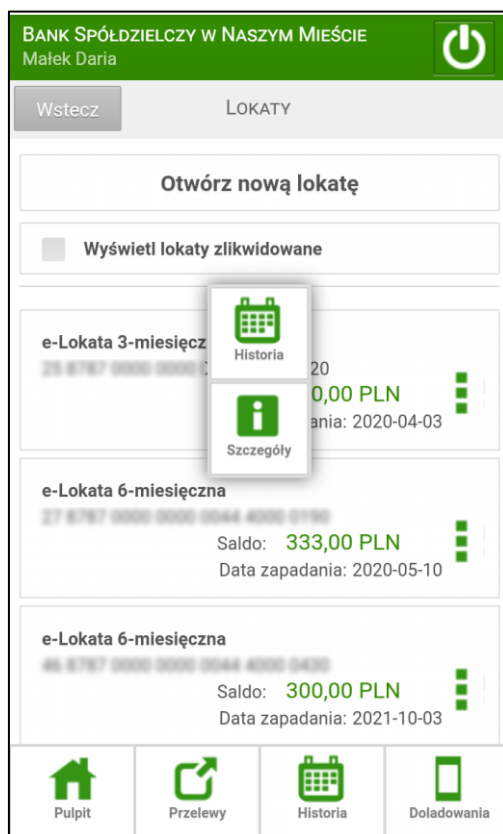 BANK SPÓŁDZIELCZY W NASZYM MIEŚCIE
Małek Daria
Wstecz
LOKATY
Otwórz nową lokatę
Wyświetl lokaty zlikwidowane
Historia
Szczegóły
e-Lokata 3-miesięcz
20
0,00 PLN
ania: 2020-04-03
e-Lokata 6-miesięczna
Saldo: 333,00 PLN
Data zapadania: 2020-05-10
e-Lokata 6-miesięczna
Saldo: 300,00 PLN
Data zapadania: 2021-10-03
Pulpit
Przelewy
Historia
Doladowania